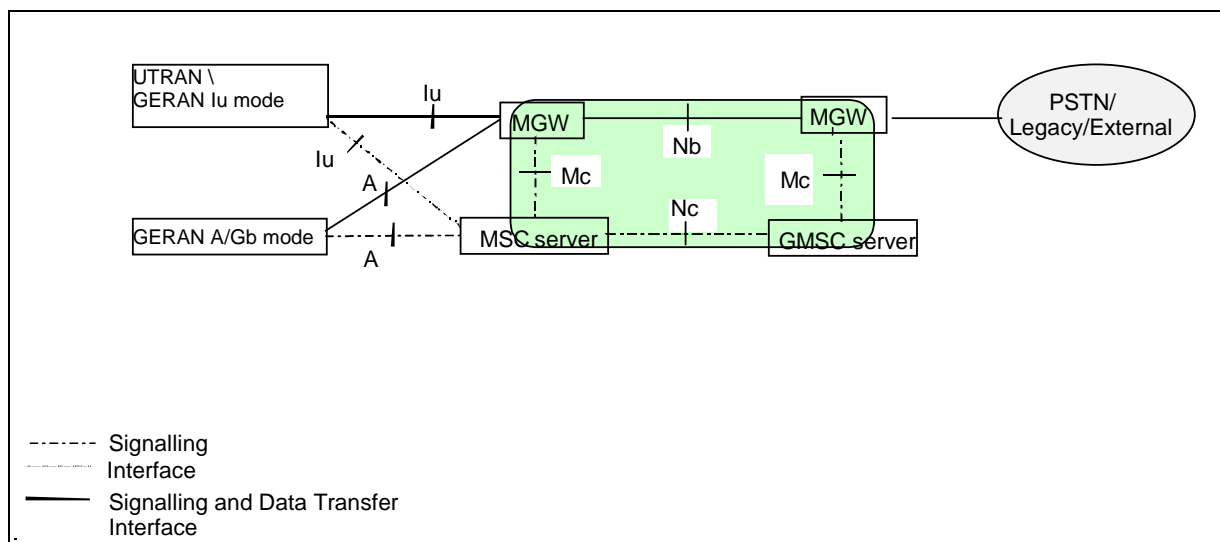 UTRAN \
GERAN Iu mode
Iu
MGW
MGW
PSTN/
Legacy/External
Nb
Iu
Mc
Mc
A
Nc
GERAN A/Gb mode
MSC server
GMSC server
A
Signalling
Interface
Signalling and Data Transfer
Interface